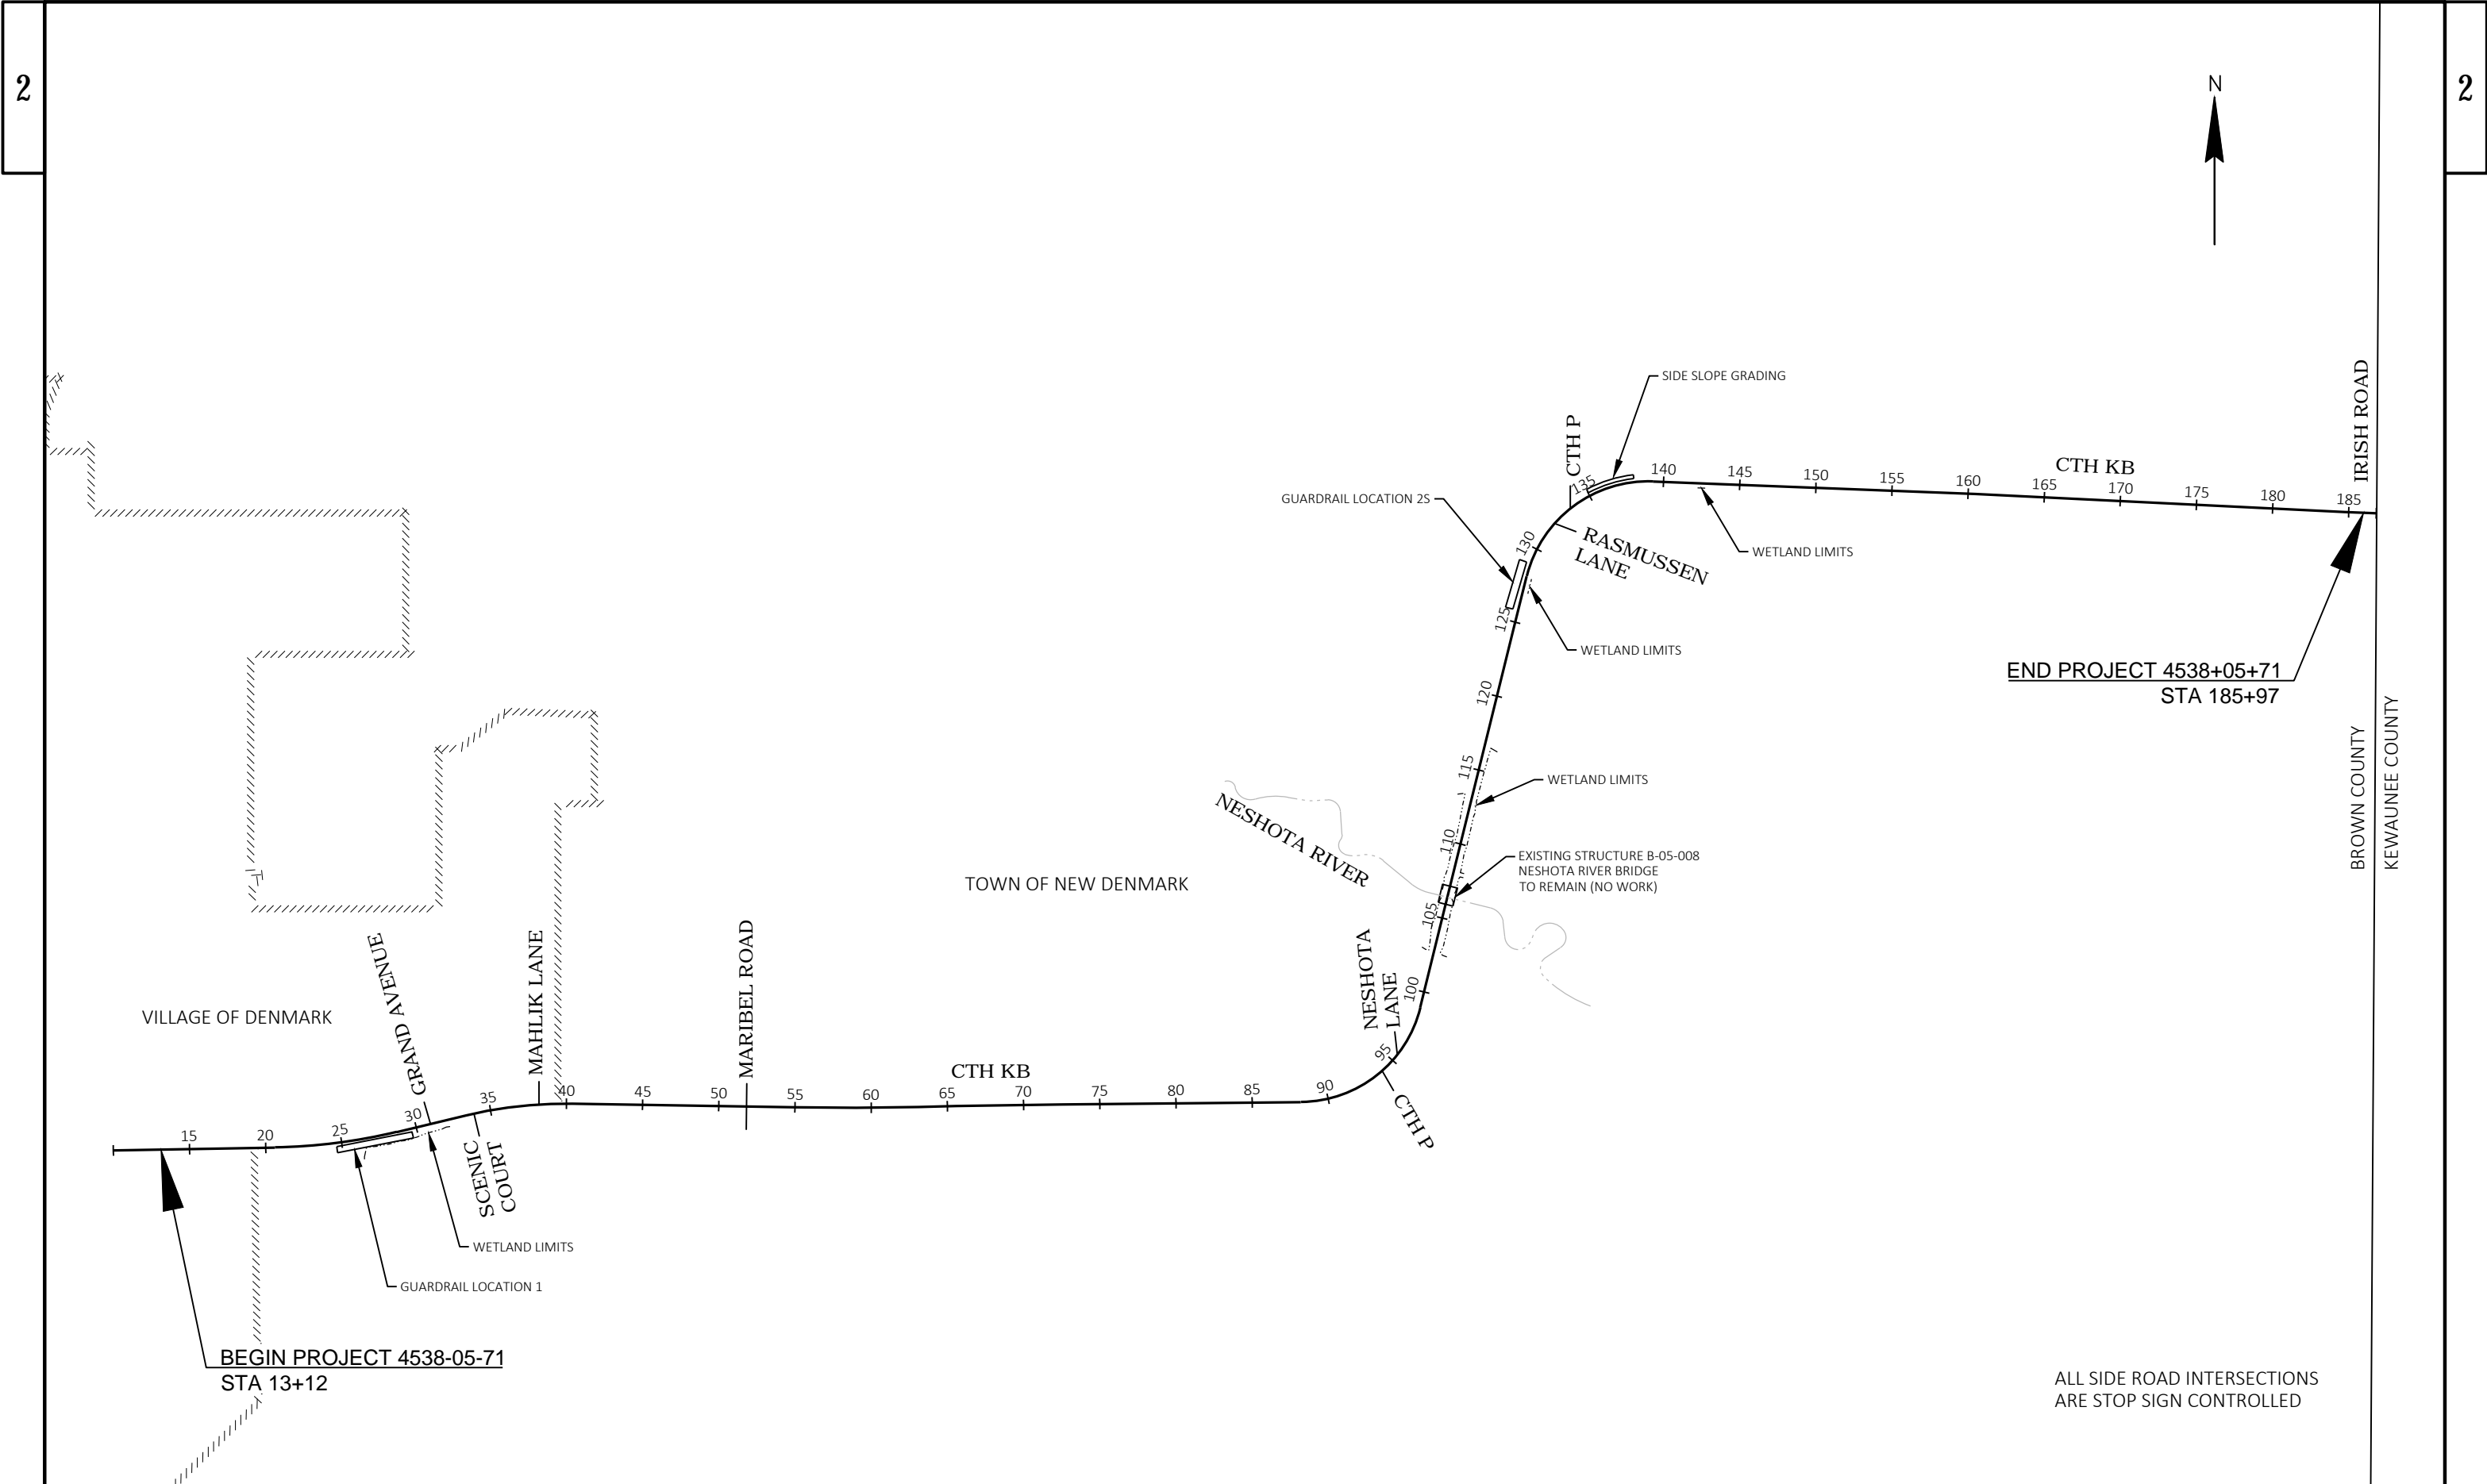 2
2
N
SIDE SLOPE GRADING
CTH P
IRISH ROAD
GUARDRAIL LOCATION 2S
135
140
145
150
155
160
CTH KB
165
170
175
180
185
130
RASMUSSEN
LANE
WETLAND LIMITS
125
WETLAND LIMITS
120
END PROJECT 4538+05+71
STA 185+97
115
WETLAND LIMITS
BROWN COUNTY
KEWAUNEE COUNTY
NESHOTA RIVER
110
EXISTING STRUCTURE B-05-008
NESHOTA RIVER BRIDGE
TO REMAIN (NO WORK)
TOWN OF NEW DENMARK
105
NESHOTA
LANE
100
95
VILLAGE OF DENMARK
GRAND AVENUE
MAHLIK LANE
MARIBEL ROAD
CTH KB
15
20
25
30
35
40
45
50
55
60
65
70
75
80
85
90
CTH P
SCENIC
COURT
WETLAND LIMITS
GUARDRAIL LOCATION 1
BEGIN PROJECT 4538-05-71
STA 13+12
ALL SIDE ROAD INTERSECTIONS
ARE STOP SIGN CONTROLLED